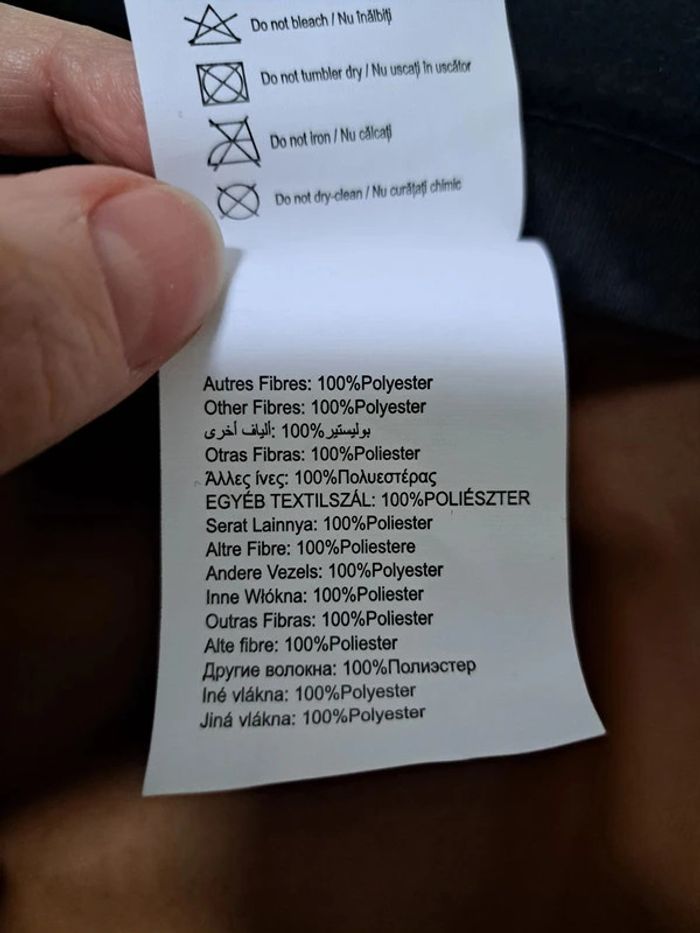 Do not bleach / Nu înălbiți
Do not tumbler dry / Nu uscați în uscător
Do not iron / Nu călcați
Do not dry-clean / Nu curățați chimic
Autres Fibres: 100%Polyester
Other Fibres: 100%Polyester
ألياف أخرى: 100%بوليستير
Otras Fibras: 100%Poliester
Άλλες ίνες: 100%Πολυεστέρας
EGYÉB TEXTILSZÁL: 100%POLIÉSZTER
Serat Lainnya: 100%Poliester
Altre Fibre: 100%Poliestere
Andere Vezels: 100%Polyester
Inne Włókna: 100%Poliester
Outras Fibras: 100%Poliester
Alte fibre: 100%Poliester
Другие волокна: 100%Полиэстер
Iné vlákna: 100%Polyester
Jiná vlákna: 100%Polyester